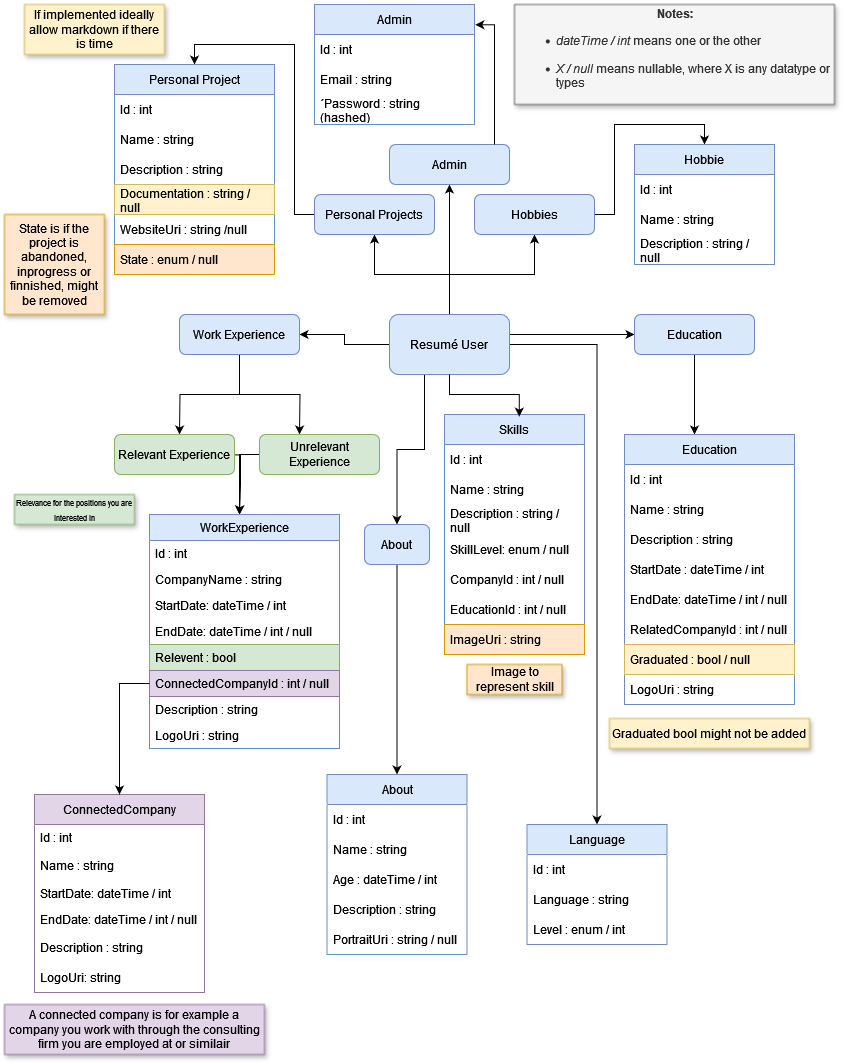 If implemented ideally
allow markdown if there
is time
Admin
Id : int
Email : string
´Password : string
(hashed)
Notes:
• dateTime / int means one or the other
• X / null means nullable, where X is any datatype or
types
Personal Project
Id : int
Name : string
Description : string
Documentation : string /
null
WebsiteUri : string /null
State : enum / null
Admin
Personal Projects
Hobbies
Hobbie
Id : int
Name : string
Description : string /
null
State is if the
project is
abandoned,
inprogress or
finnished, might
be removed
Work Experience
Resumé User
Education
Relevant Experience
Unrelevant
Experience
Relevance for the positions you are
interested in
WorkExperience
Id : int
CompanyName : string
StartDate: dateTime / int
EndDate: dateTime / int / null
Relevent : bool
ConnectedCompanyId : int / null
Description : string
LogoUri : string
About
Skills
Id : int
Name : string
Description : string /
null
SkillLevel: enum / null
CompanyId : int / null
EducationId : int / null
ImageUri : string
Image to
represent skill
Education
Id : int
Name : string
Description : string
StartDate : dateTime / int
EndDate: dateTime / int / null
RelatedCompanyId : int / null
Graduated : bool / null
LogoUri : string
Graduated bool might not be added
ConnectedCompany
Id : int
Name : string
StartDate: dateTime / int
EndDate: dateTime / int / null
Description : string
LogoUri: string
A connected company is for example a
company you work with through the consulting
firm you are employed at or similair
About
Id : int
Name : string
Age : dateTime / int
Description : string
PortraitUri : string / null
Language
Id : int
Language : string
Level : enum / int